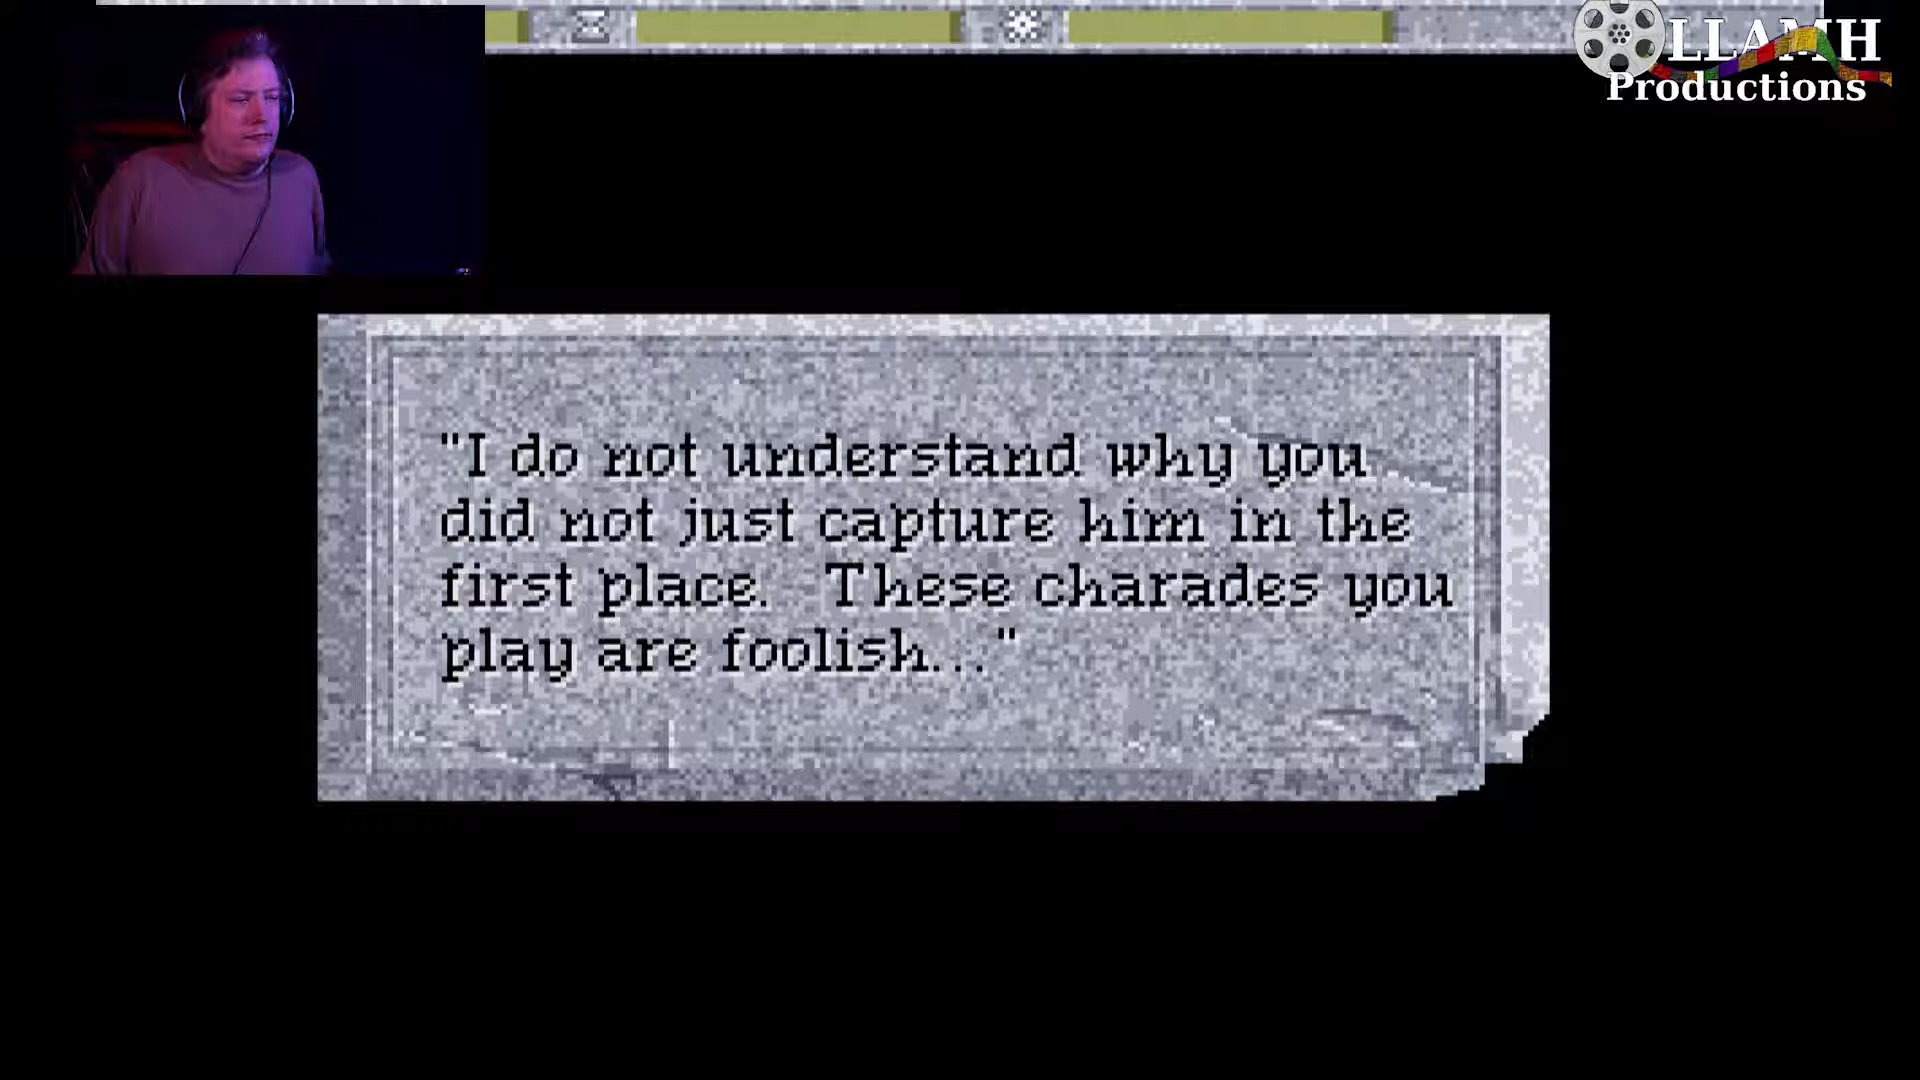 LLAMH
Productions
"I do not understand why you
did not just capture him in the
first place.  These charades you
play are foolish..."